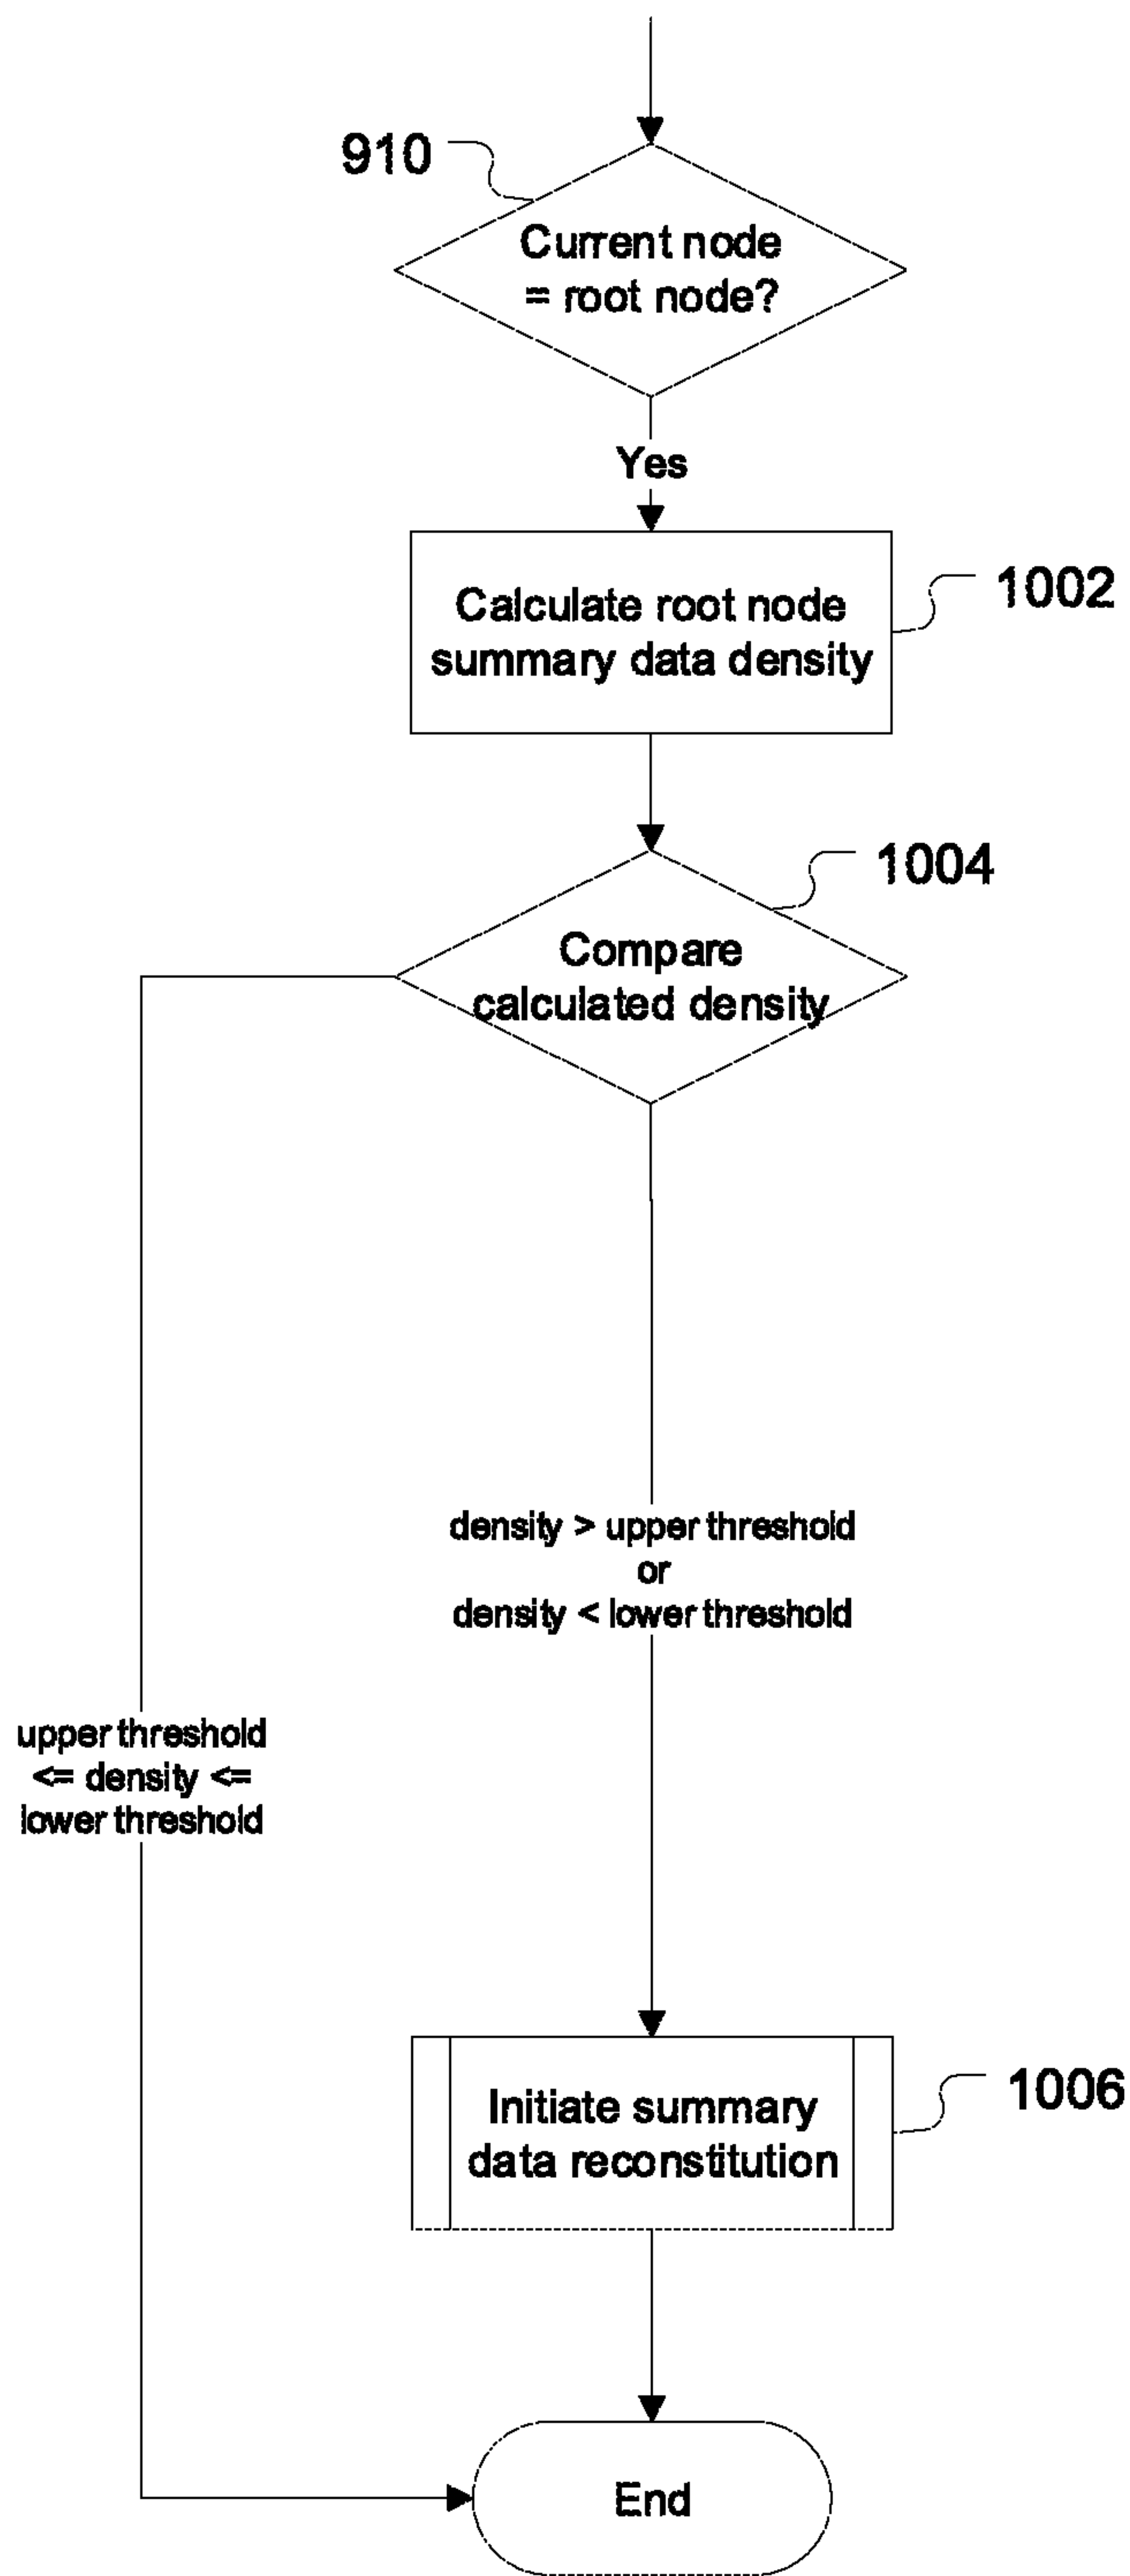 910
Current node
= root node?
Yes
Calculate root node
summary data density
1002
1004
Compare
calculated density
density > upper threshold
or
density < lower threshold
upper threshold
<= density <=
lower threshold
Initiate summary
data reconstitution
1006
End